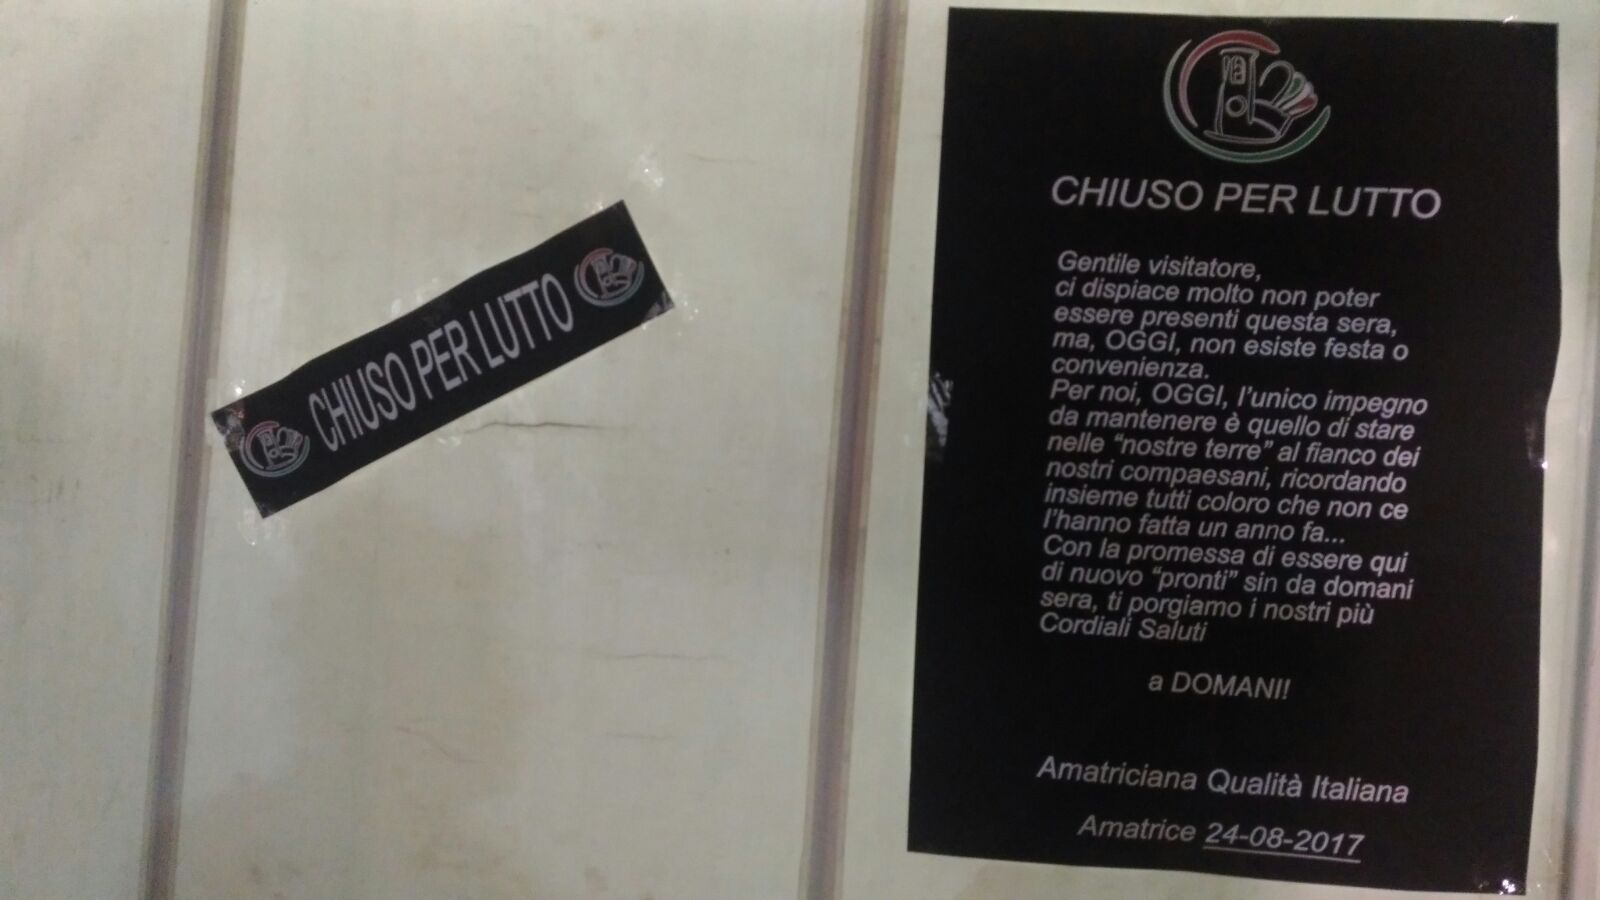 CHIUSO PER LUTTO
CHIUSO PER LUTTO
Gentile visitatore,
ci dispiace molto non poter
essere presenti questa sera,
ma, OGGI, non esiste festa o
convenienza.
Per noi, OGGI, l'unico impegno
da mantenere è quello di stare
nelle “nostre terre” al fianco dei
nostri compaesani, ricordando
insieme tutti coloro che non ce
l'hanno fatta un anno fa...
Con la promessa di essere qui
di nuovo “pronti” sin da domani
sera, ti porgiamo i nostri più
Cordiali Saluti
a DOMANI!
Amatriciana Qualità Italiana
Amatrice 24-08-2017